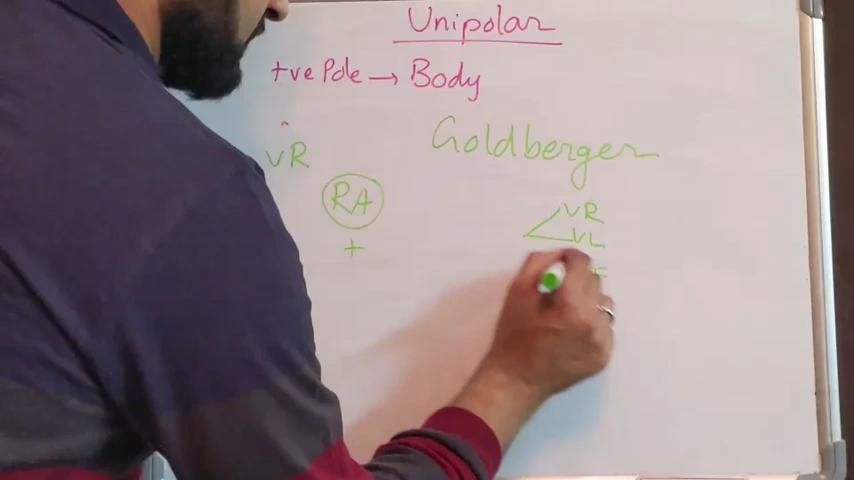 Unipolar
+ve Pole → Body
Goldberger
VR
RA
+
VR
VL